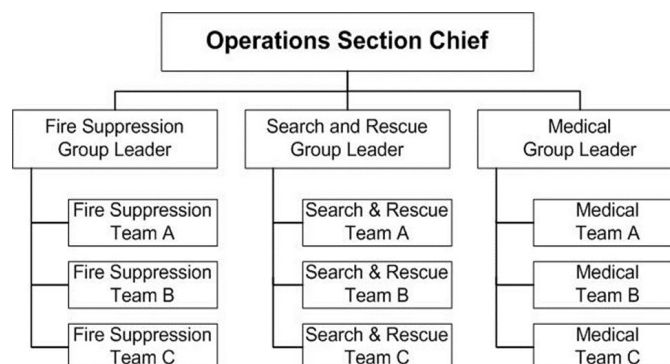 Operations Section Chief
Fire Suppression
Group Leader
Search and Rescue
Group Leader
Medical
Group Leader
Fire Suppression
Team A
Search & Rescue
Team A
Medical
Team A
Fire Suppression
Team B
Search & Rescue
Team B
Medical
Team B
Fire Suppression
Team C
Search & Rescue
Team C
Medical
Team C